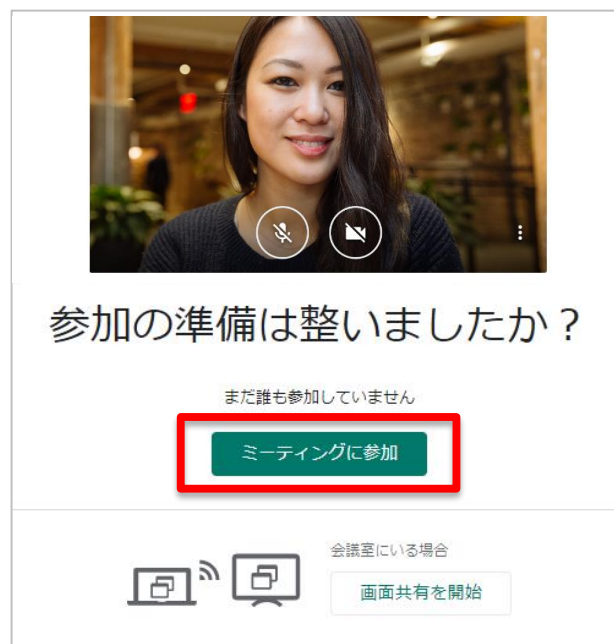 参加の準備は整いましたか？
まだ誰も参加していません
ミーティングに参加
会議室にいる場合
画面共有を開始